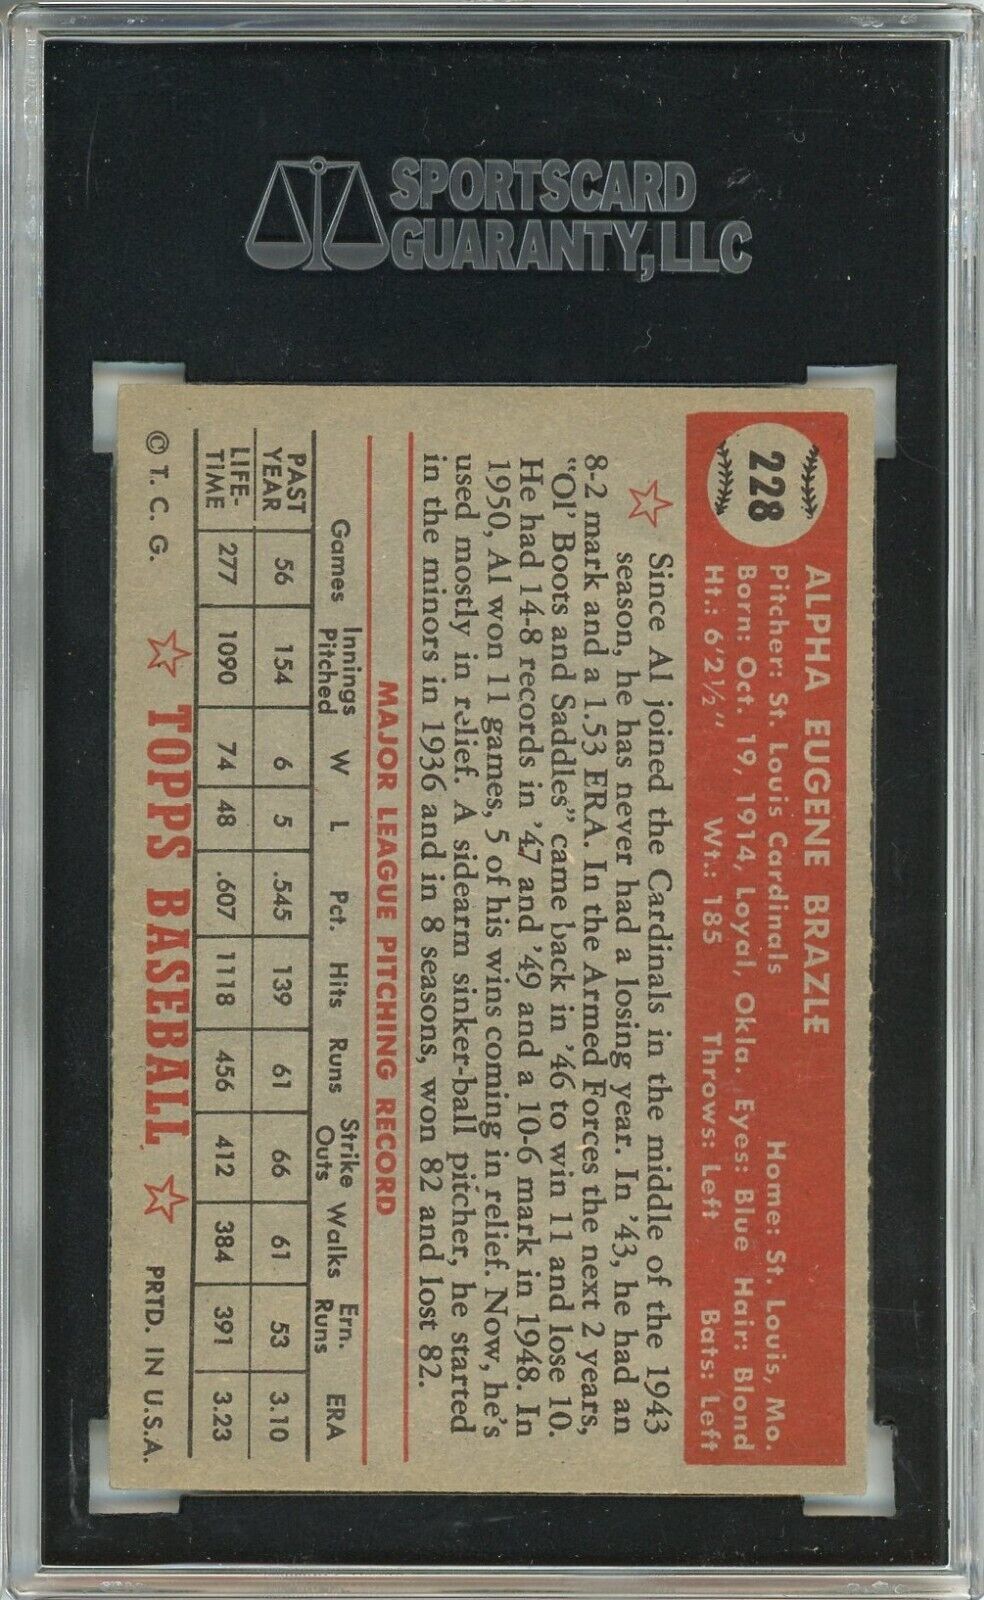 SPORTSCARD
GUARANTY, LLC
228
ALPHA EUGENE BRAZLE
Pitcher: St. Louis Cardinals Home: St. Louis, Mo.
Born: Oct. 19, 1914, Loyal, Okla. Eyes: Blue Hair: Blond
Ht.: 6'2½" Wt.: 185 Throws: Left Bats: Left
Since Al joined the Cardinals in the middle of the 1943
season, he has never had a losing year. In '43, he had an
8-2 mark and a 1.53 ERA. In the Armed Forces the next 2 years,
"Ol' Boots and Saddles" came back in '46 to win 11 and lose 10.
He had 14-8 records in '47 and '49 and a 10-6 mark in 1948. In
1950, Al won 11 games, 5 of his wins coming in relief. Now, he's
used mostly in relief. A sidearm sinker-ball pitcher, he started
in the minors in 1936 and in 8 seasons, won 82 and lost 82.
MAJOR LEAGUE PITCHING RECORD
Games Innings Pitched W L Pct. Hits Runs Strike Outs Walks Ern. Runs ERA
PAST YEAR 56 154 6 5 .545 139 61 66 61 53 3.10
LIFE-TIME 277 1090 74 48 .607 1118 456 412 384 391 3.23
© T. C. G. TOPPS BASEBALL PRTD. IN U.S.A.